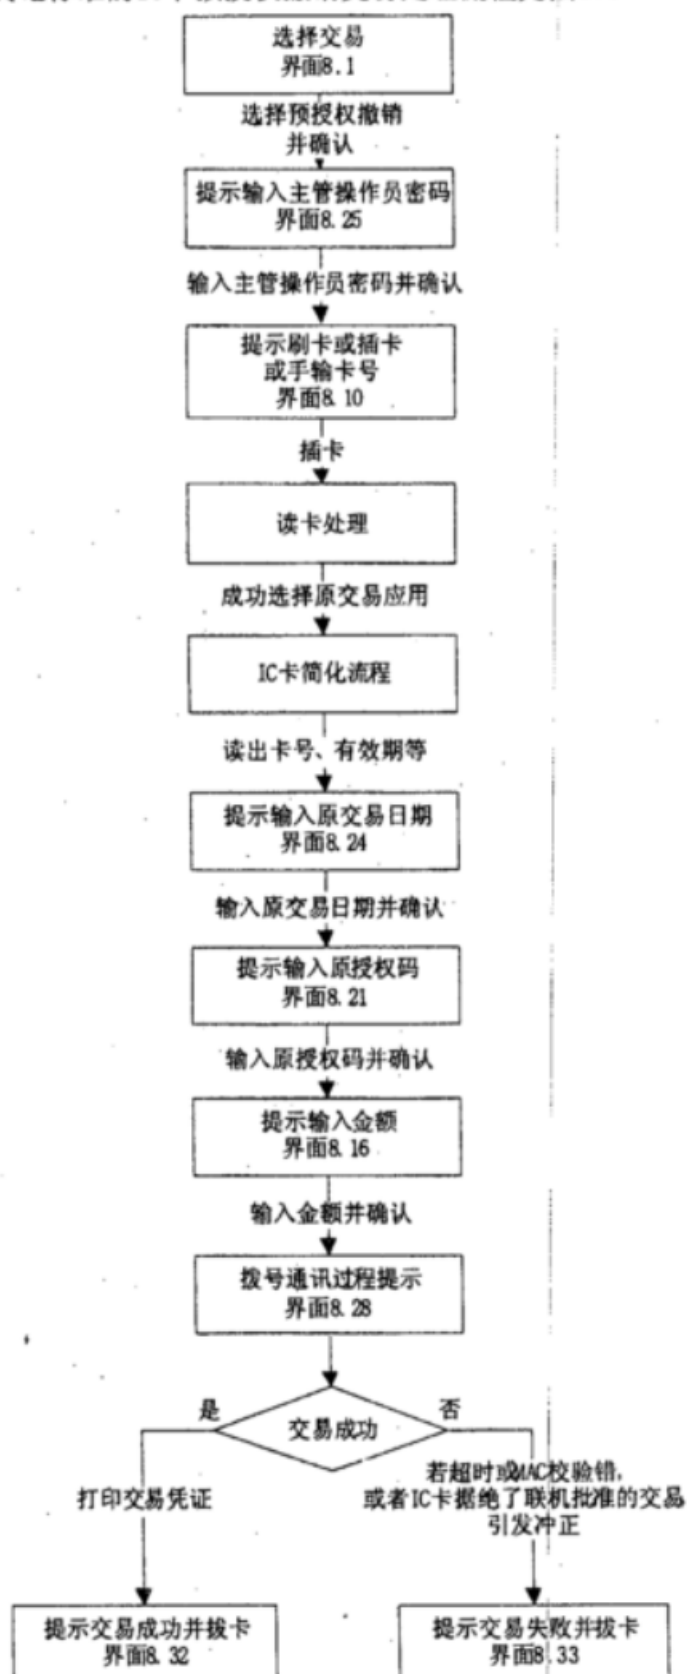 选择交易
界面8.1
选择预授权撤销
并确认
提示输入主管操作员密码
界面8.25
输入主管操作员密码并确认
提示刷卡或插卡
或手输卡号
界面8.10
插卡
读卡处理
成功选择原交易应用
IC卡简化流程
读出卡号、有效期等
提示输入原交易日期
界面8.24
输入原交易日期并确认
提示输入原授权码
界面8.21
输入原授权码并确认
提示输入金额
界面8.16
输入金额并确认
拨号通讯过程提示
界面8.28
交易成功
是
否
打印交易凭证
若超时或MAC校验错,
或者IC卡据绝了联机批准的交易
引发冲正
提示交易成功并拔卡
界面8.32
提示交易失败并拔卡
界面8.33